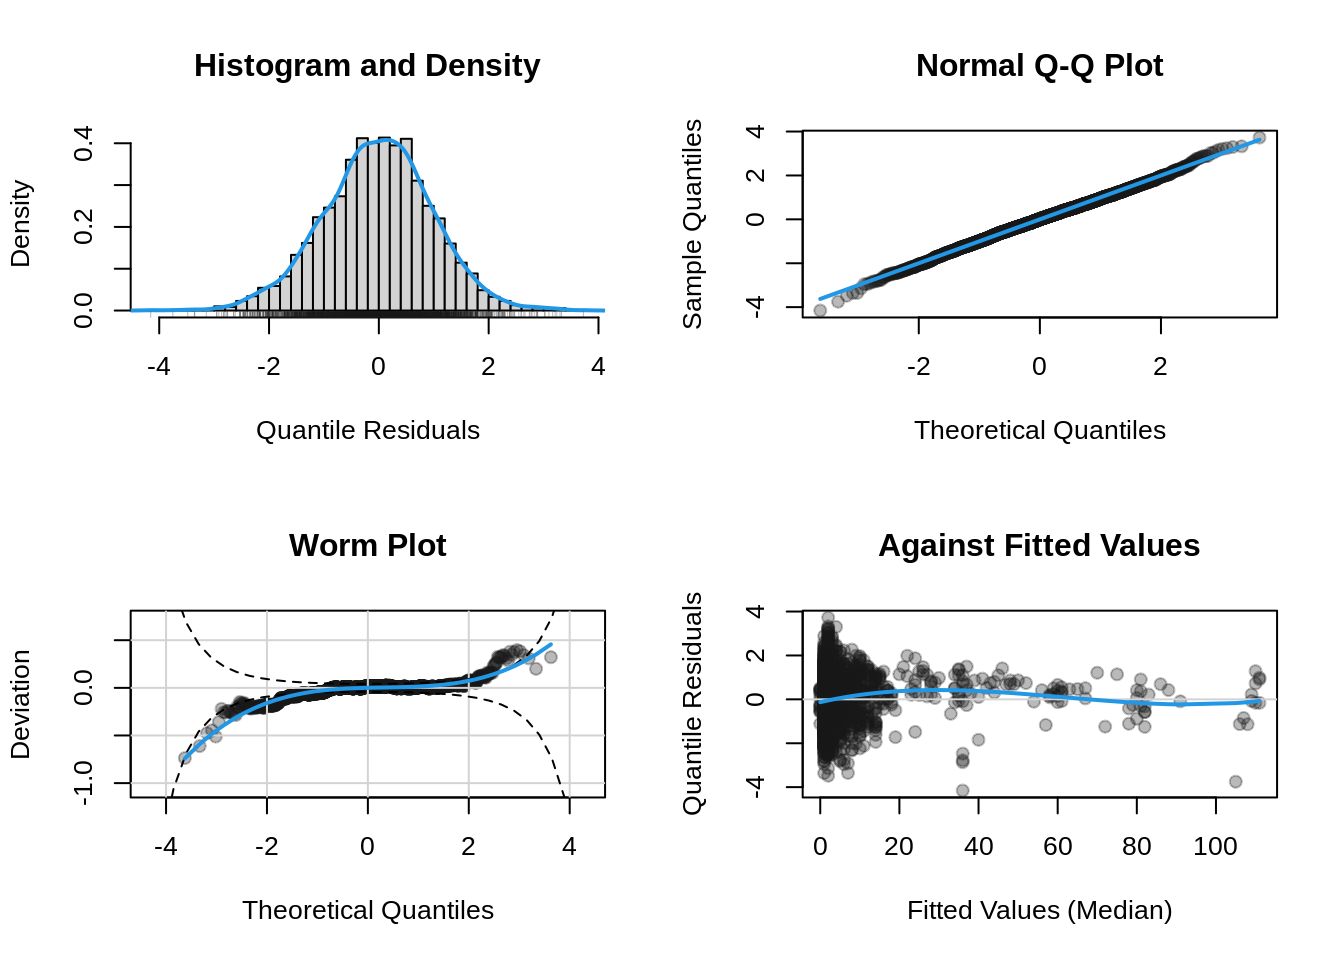 Histogram and Density
Density
0.0 0.2 0.4
-4 -2 0 2 4
Quantile Residuals
Normal Q-Q Plot
Sample Quantiles
-4 0 2 4
-2 0 2
Theoretical Quantiles
Worm Plot
Deviation
-1.0 0.0
-4 -2 0 2 4
Theoretical Quantiles
Against Fitted Values
Quantile Residuals
-4 0 2 4
0 20 40 60 80 100
Fitted Values (Median)